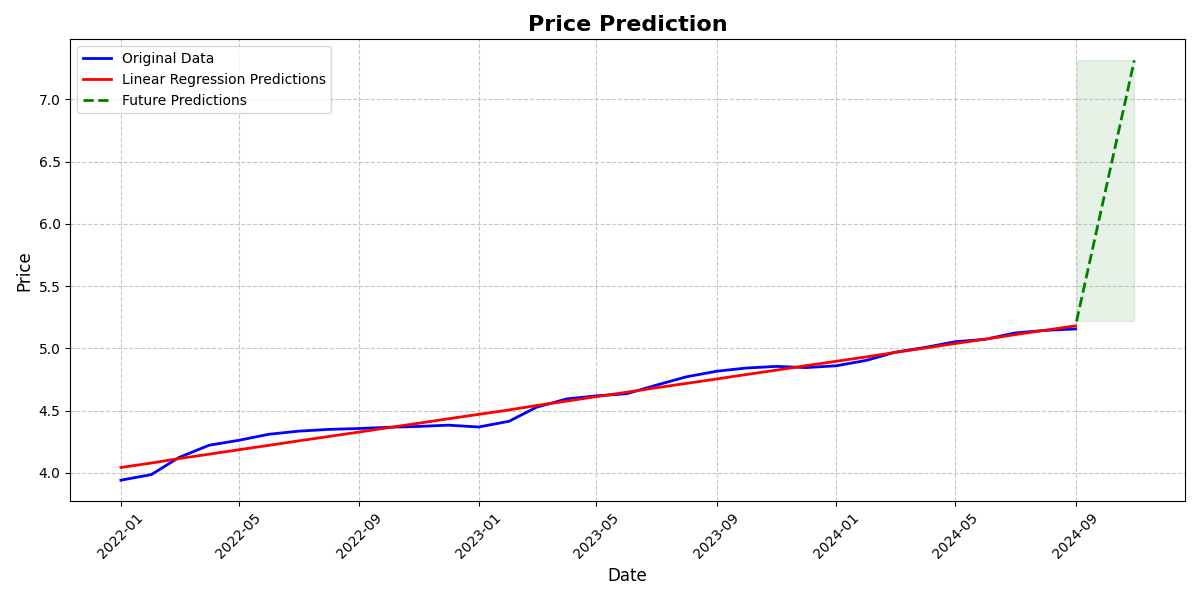 Price Prediction
Original Data
Linear Regression Predictions
Future Predictions
Price
7.0
6.5
6.0
5.5
5.0
4.5
4.0
2022-01
2022-05
2022-09
2023-01
2023-05
2023-09
2024-01
2024-05
2024-09
Date